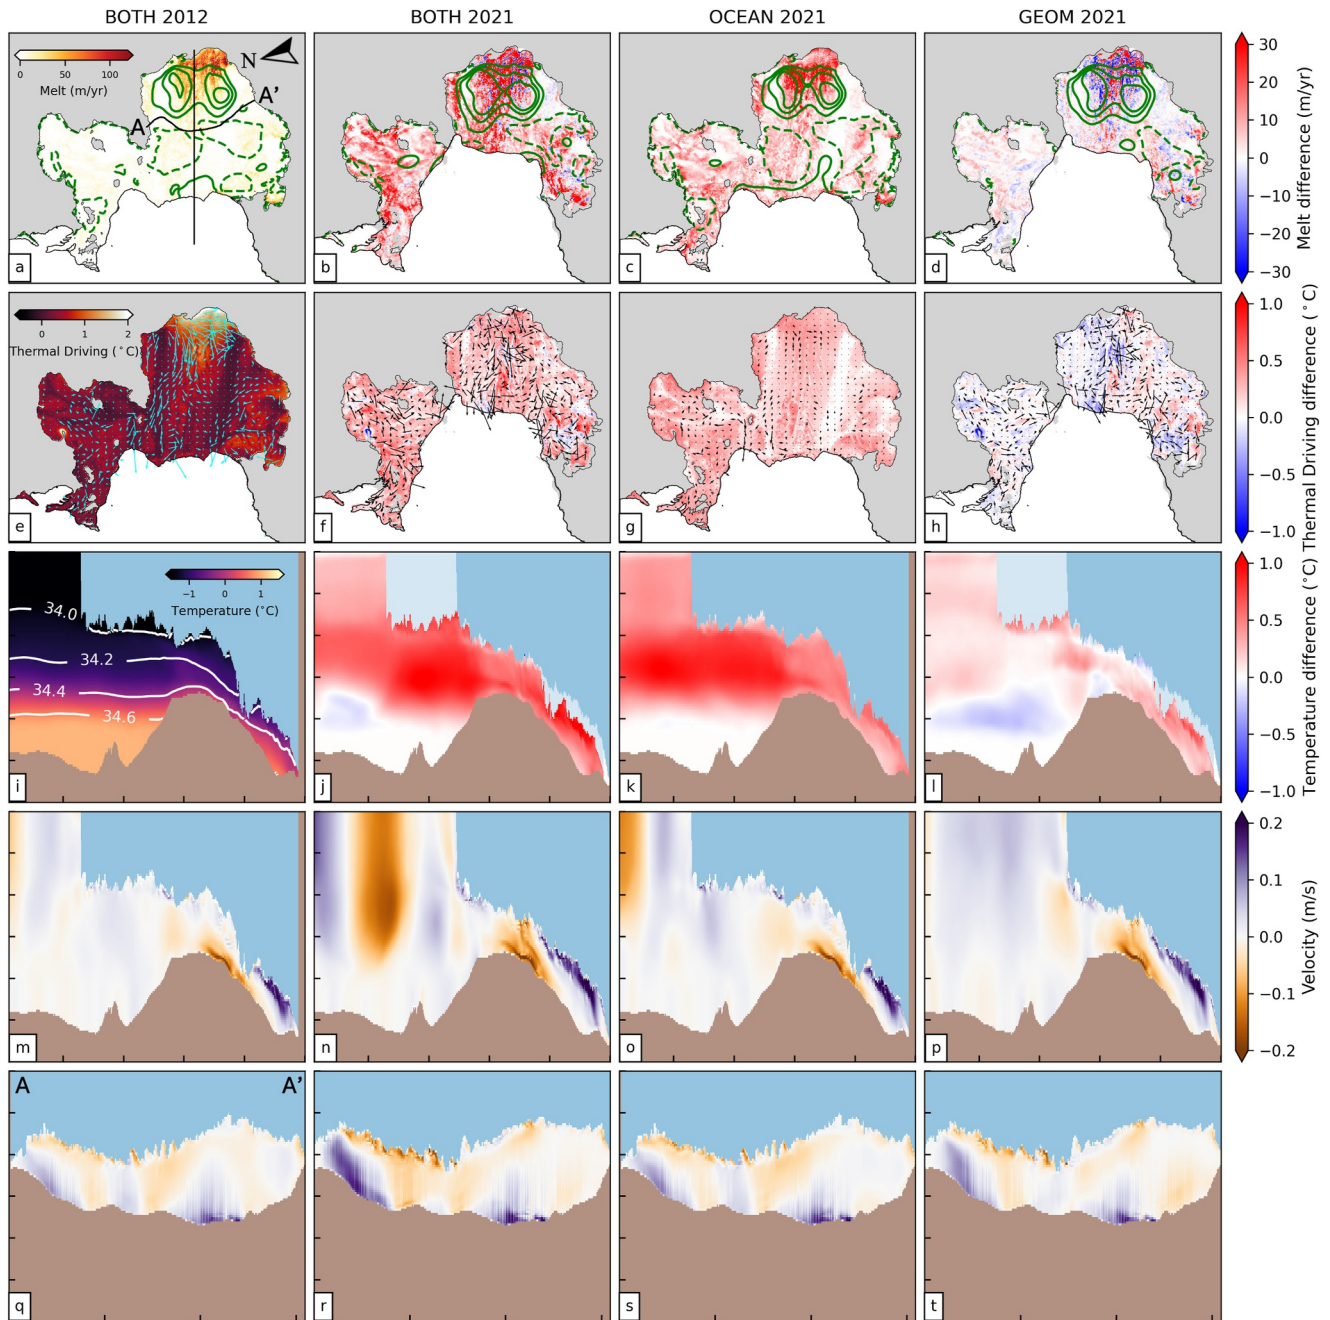 BOTH 2012
BOTH 2021
OCEAN 2021
GEOM 2021
0 50 100
Melt (m/yr)
N
A
A'
a
b
c
d
30
20
10
0
−10
−20
−30
Melt difference (m/yr)
0 1 2
Thermal Driving (°C)
e
f
g
h
1.0
0.5
0.0
−0.5
−1.0
Thermal Driving difference (°C)
−1 0 1
Temperature (°C)
34.0
34.2
34.4
34.6
i
j
k
l
1.0
0.5
0.0
−0.5
−1.0
Temperature difference (°C)
m
n
o
p
0.2
0.1
0.0
−0.1
−0.2
Velocity (m/s)
A
A'
q
r
s
t